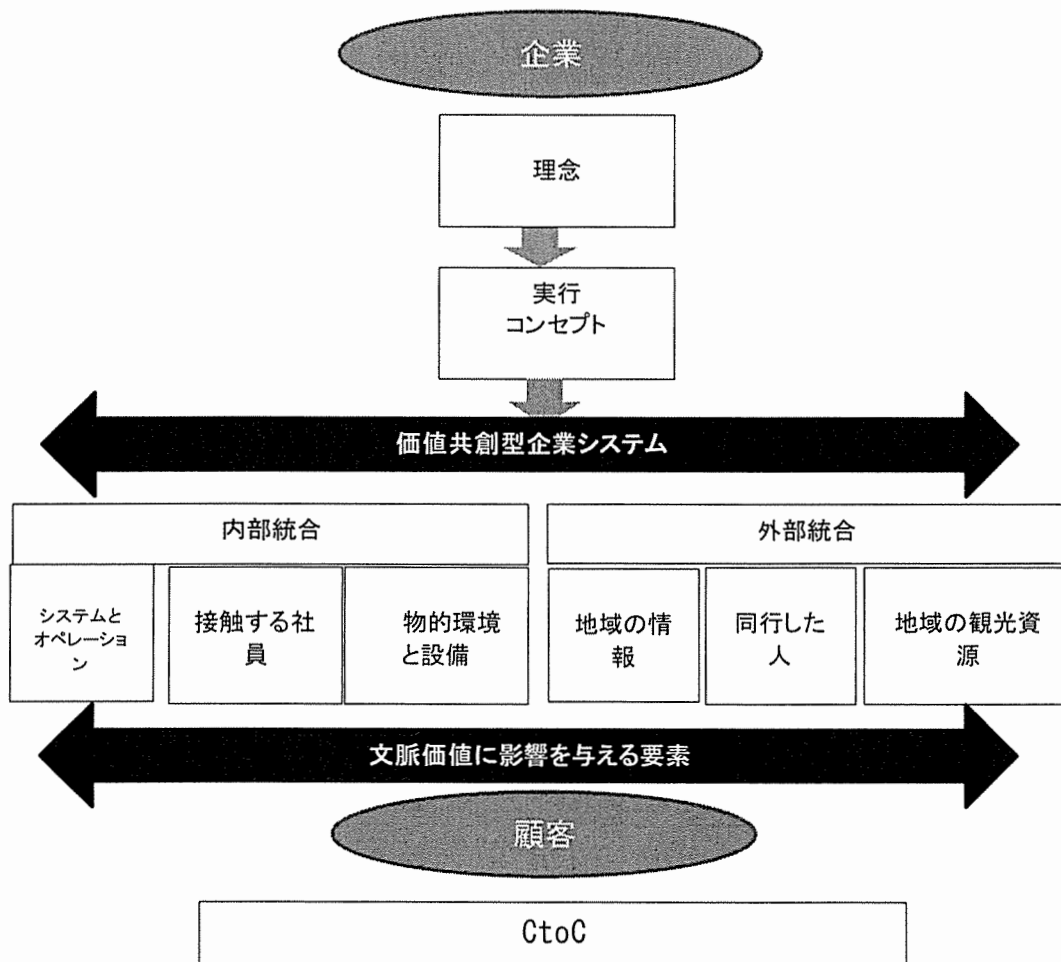 企業
理念
実行
コンセプト
価値共創型企業システム
内部統合
外部統合
システムと
オペレーショ
ン
接触する社
員
物的環境
と設備
地域の情
報
同行した
人
地域の観光資
源
文脈価値に影響を与える要素
顧客
CtoC